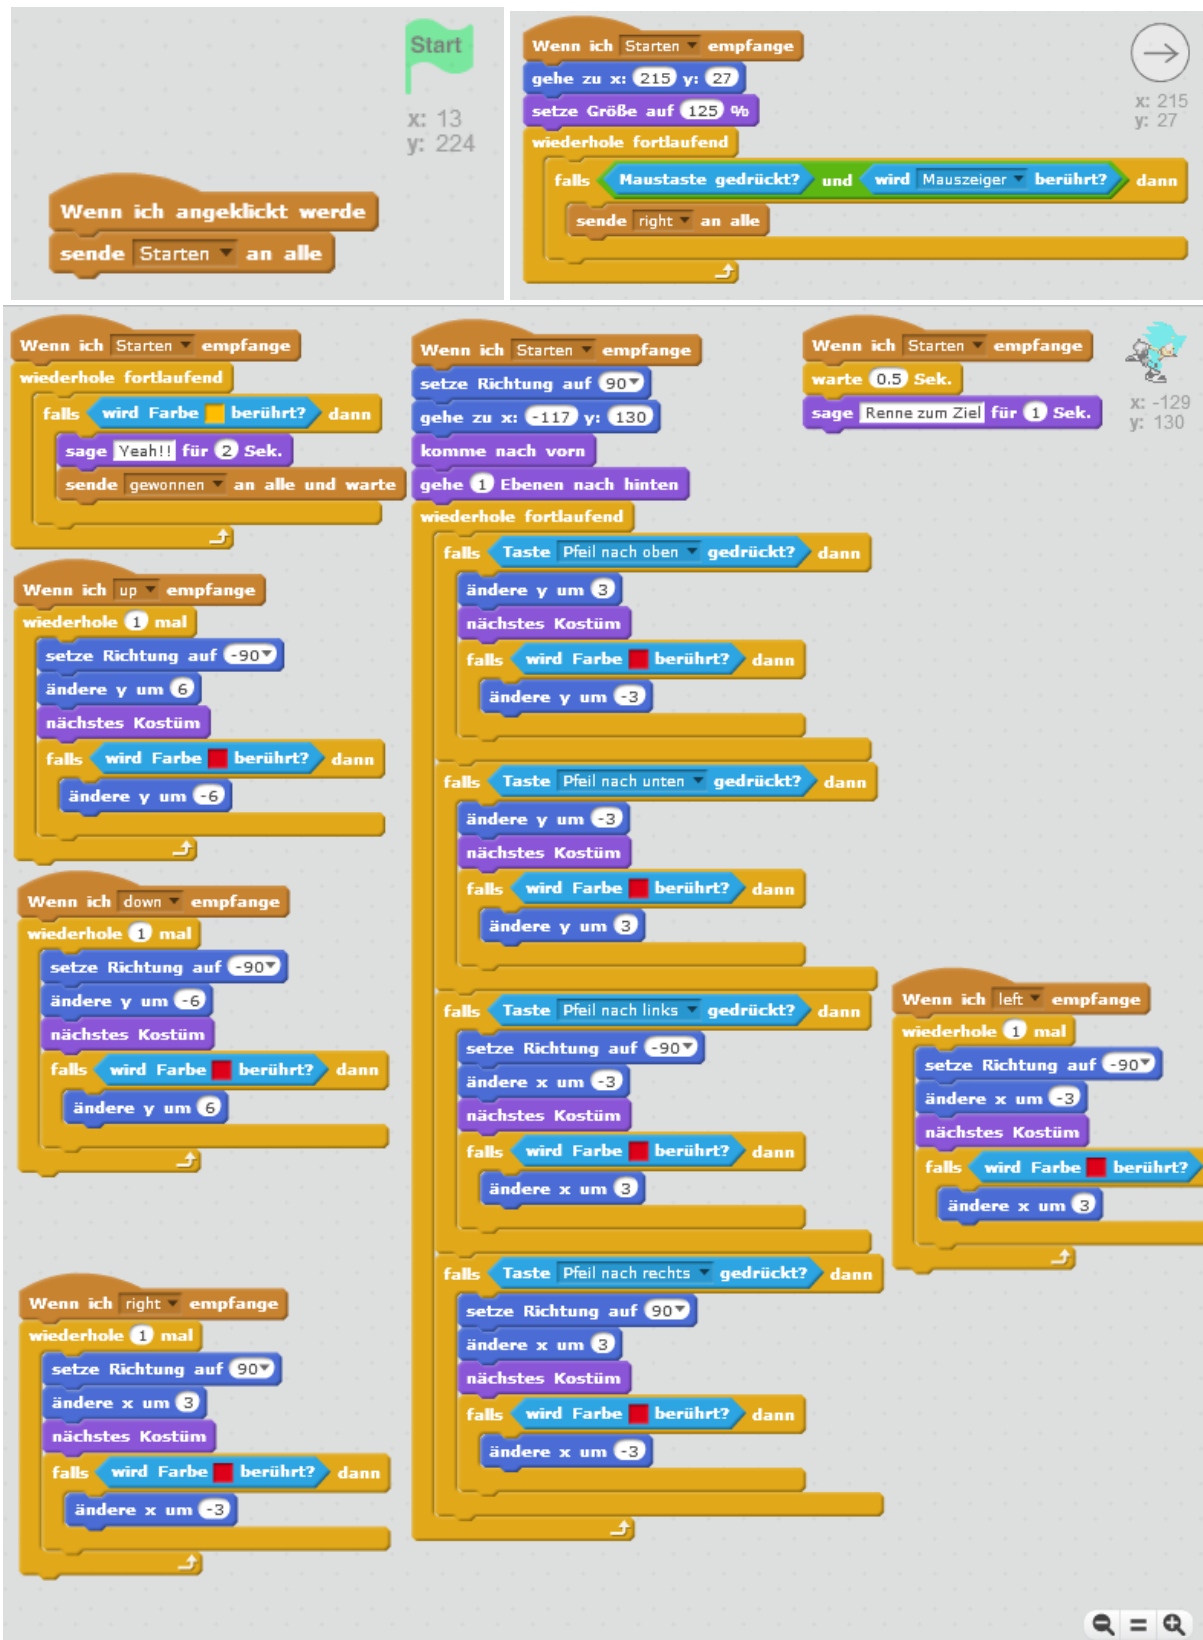 Start
x: 13
y: 224
Wenn ich angeklickt werde
sende Starten an alle
Wenn ich Starten empfange
gehe zu x: 215 y: 27
setze Größe auf 125 %
wiederhole fortlaufend
falls Maustaste gedrückt? und wird Mauszeiger berührt? dann
sende right an alle
x: 215
y: 27
Wenn ich Starten empfange
wiederhole fortlaufend
falls wird Farbe berührt? dann
sage Yeah!! für 2 Sek.
sende gewonnen an alle und warte
Wenn ich up empfange
wiederhole 1 mal
setze Richtung auf -90
ändere y um 6
nächstes Kostüm
falls wird Farbe berührt? dann
ändere y um -6
Wenn ich down empfange
wiederhole 1 mal
setze Richtung auf -90
ändere y um -6
nächstes Kostüm
falls wird Farbe berührt? dann
ändere y um 6
Wenn ich right empfange
wiederhole 1 mal
setze Richtung auf 90
ändere x um 3
nächstes Kostüm
falls wird Farbe berührt? dann
ändere x um -3
Wenn ich Starten empfange
setze Richtung auf 90
gehe zu x: -117 y: 130
komme nach vorn
gehe 1 Ebenen nach hinten
wiederhole fortlaufend
falls Taste Pfeil nach oben gedrückt? dann
ändere y um 3
nächstes Kostüm
falls wird Farbe berührt? dann
ändere y um -3
falls Taste Pfeil nach unten gedrückt? dann
ändere y um -3
nächstes Kostüm
falls wird Farbe berührt? dann
ändere y um 3
falls Taste Pfeil nach links gedrückt? dann
setze Richtung auf -90
ändere x um -3
nächstes Kostüm
falls wird Farbe berührt? dann
ändere x um 3
falls Taste Pfeil nach rechts gedrückt? dann
setze Richtung auf 90
ändere x um 3
nächstes Kostüm
falls wird Farbe berührt? dann
ändere x um -3
Wenn ich Starten empfange
warte 0.5 Sek.
sage Renne zum Ziel für 1 Sek.
x: -129
y: 130
Wenn ich left empfange
wiederhole 1 mal
setze Richtung auf -90
ändere x um -3
nächstes Kostüm
falls wird Farbe berührt?
ändere x um 3